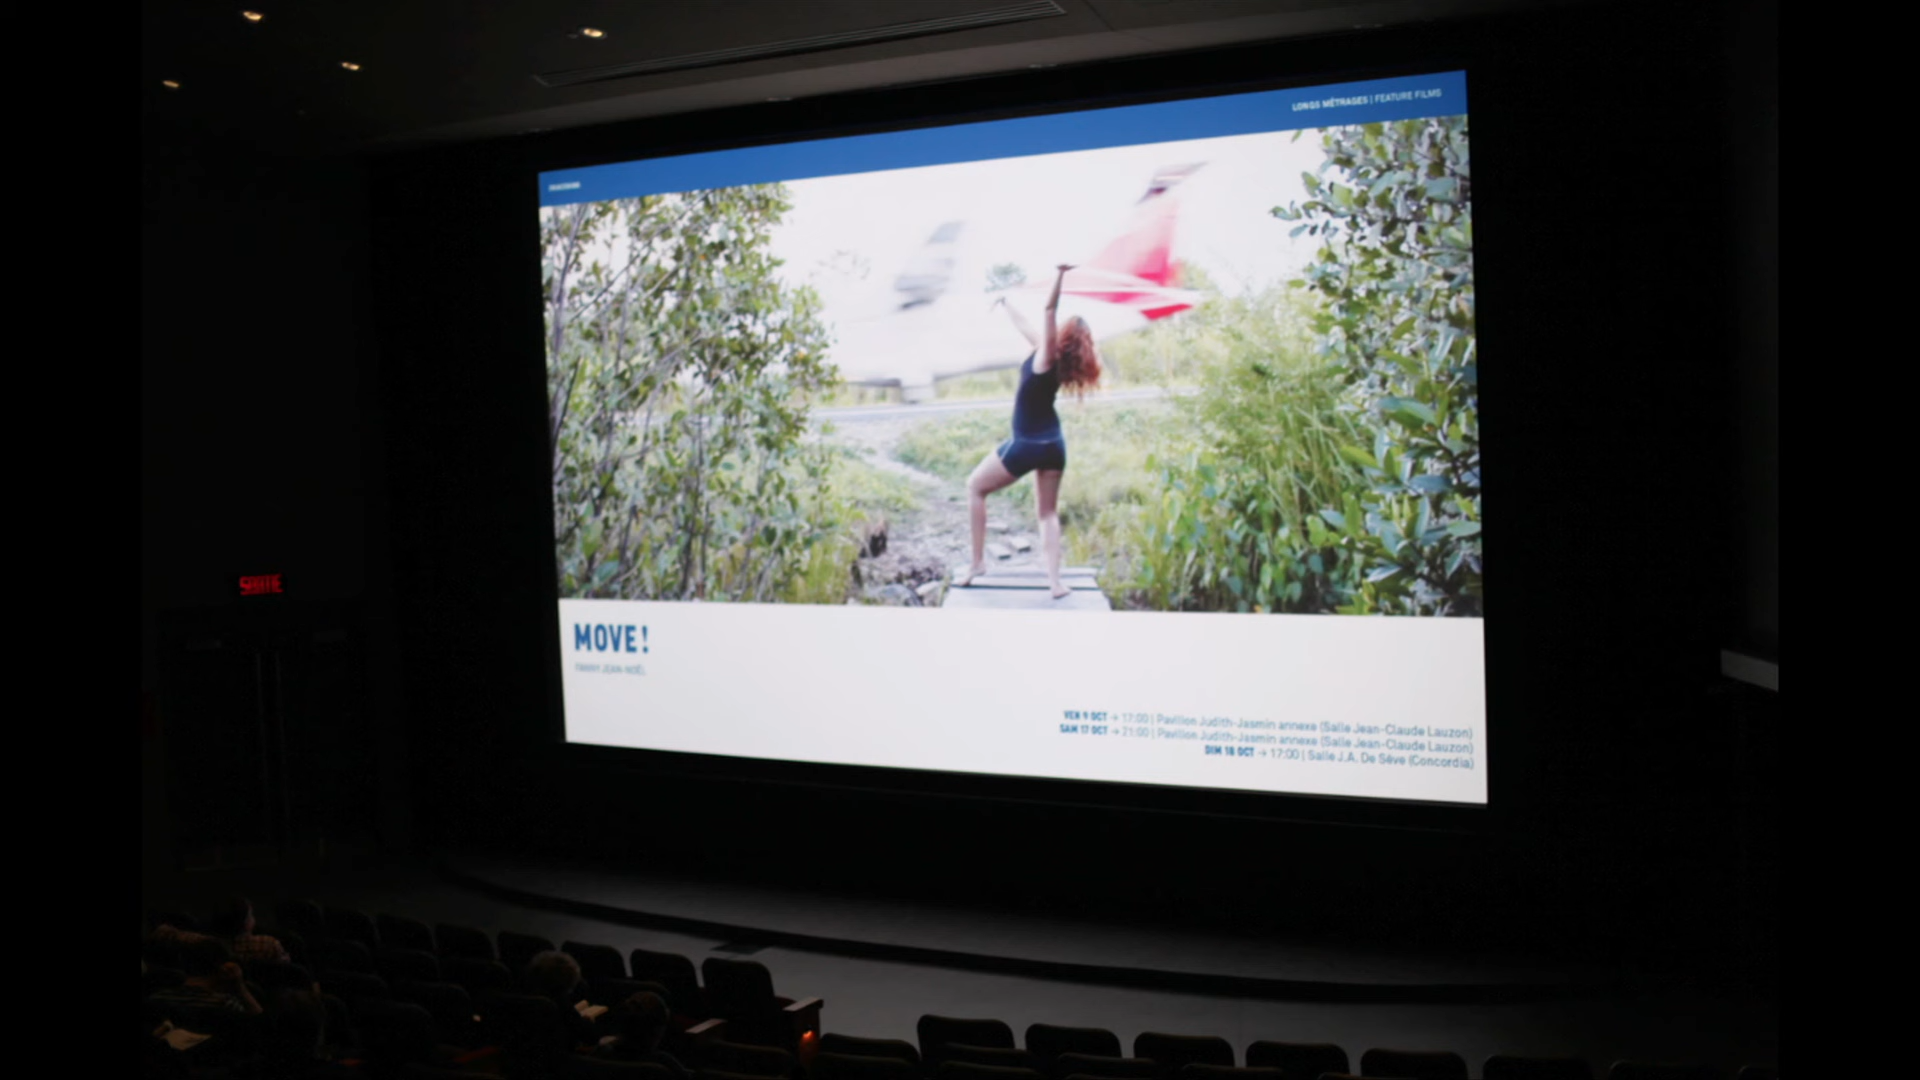 LONGS MÉTRAGES | FEATURE FILMS
SORTIE
MOVE!
FANNY JEAN-NOËL
VEN 9 OCT → 17:00 | Pavillon Judith-Jasmin annexe (Salle Jean-Claude Lauzon)
SAM 17 OCT → 21:00 | Pavillon Judith-Jasmin annexe (Salle Jean-Claude Lauzon)
DIM 18 OCT → 17:00 | Salle J.A. De Sève (Concordia)